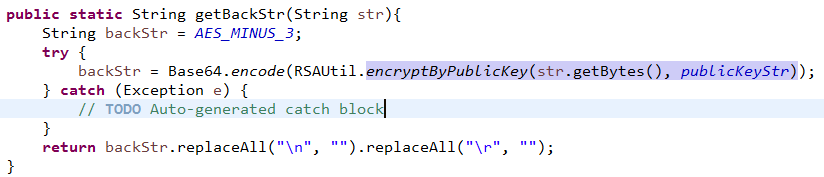 public static String getBackStr(String str){
    String backStr = AES_MINUS_3;
    try {
        backStr = Base64.encode(RSAUtil.encryptByPublicKey(str.getBytes(), publicKeyStr));
    } catch (Exception e) {
        // TODO Auto-generated catch block
    }
    return backStr.replaceAll("\n", "").replaceAll("\r", "");
}